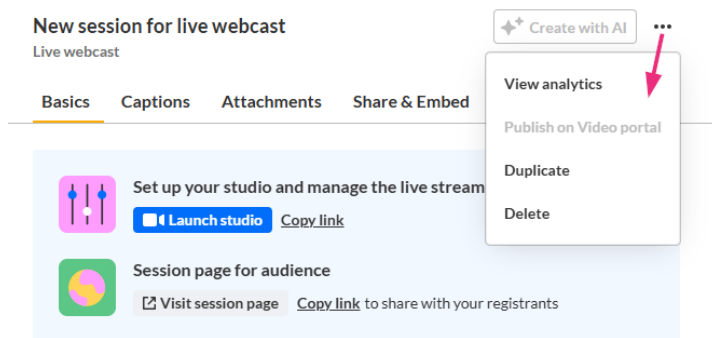 New session for live webcast
Create with AI
Live webcast
Basics
Captions
Attachments
Share & Embed
View analytics
Publish on Video portal
Duplicate
Delete
Set up your studio and manage the live stream
Launch studio
Copy link
Session page for audience
Visit session page
Copy link to share with your registrants